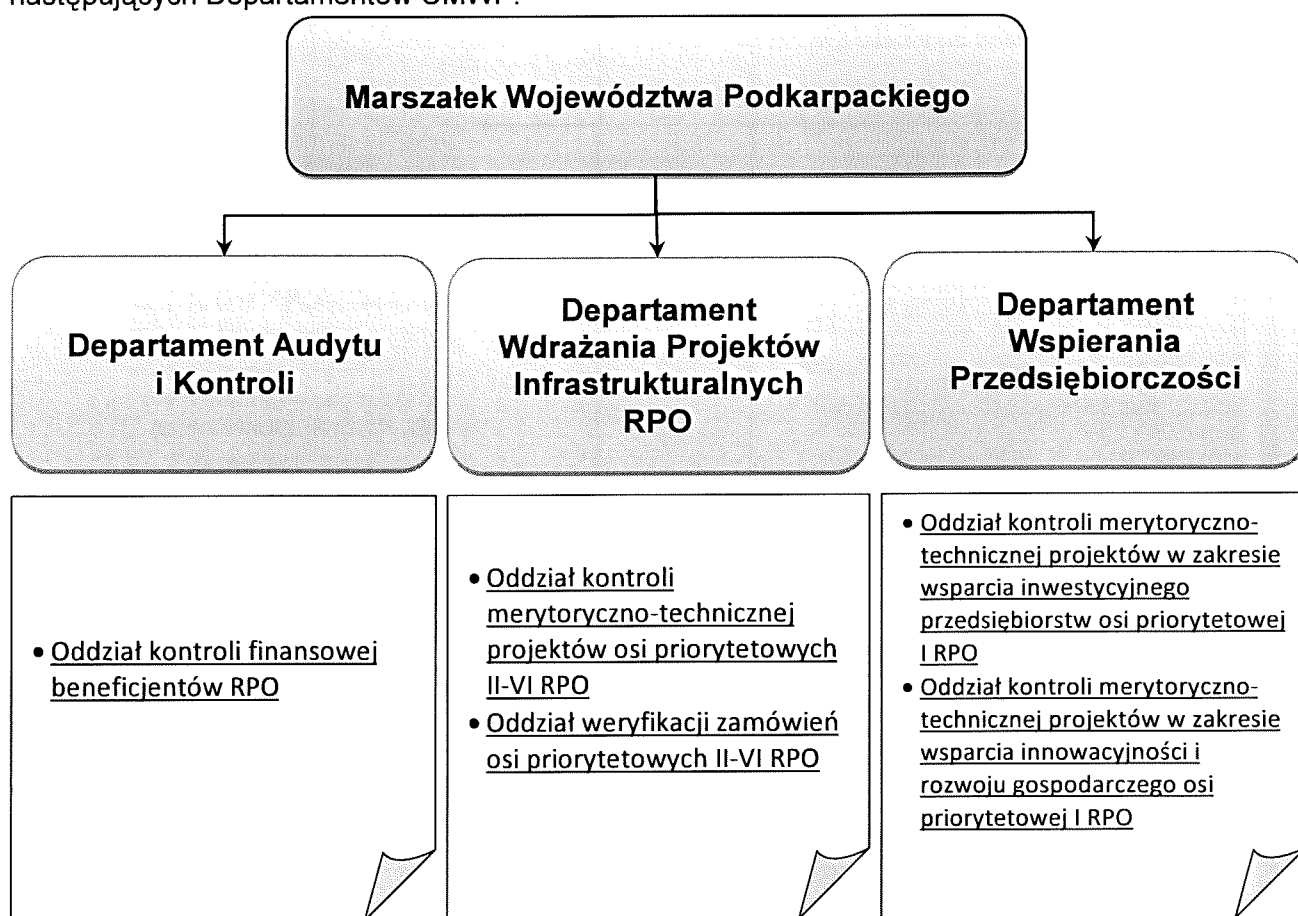 następujących Departamentów UMWP:
Marszałek Województwa Podkarpackiego
Departament Audytu
i Kontroli
Departament
Wdrażania Projektów
Infrastrukturalnych
RPO
Departament
Wspierania
Przedsiębiorczości
• Oddział kontroli finansowej
beneficjentów RPO
• Oddział kontroli
merytoryczno-technicznej
projektów osi priorytetowych
II-VI RPO
• Oddział weryfikacji zamówień
osi priorytetowych II-VI RPO
• Oddział kontroli merytoryczno-
technicznej projektów w zakresie
wsparcia inwestycyjnego
przedsiębiorstw osi priorytetowej
I RPO
• Oddział kontroli merytoryczno-
technicznej projektów w zakresie
wsparcia innowacyjności i
rozwoju gospodarczego osi
priorytetowej I RPO